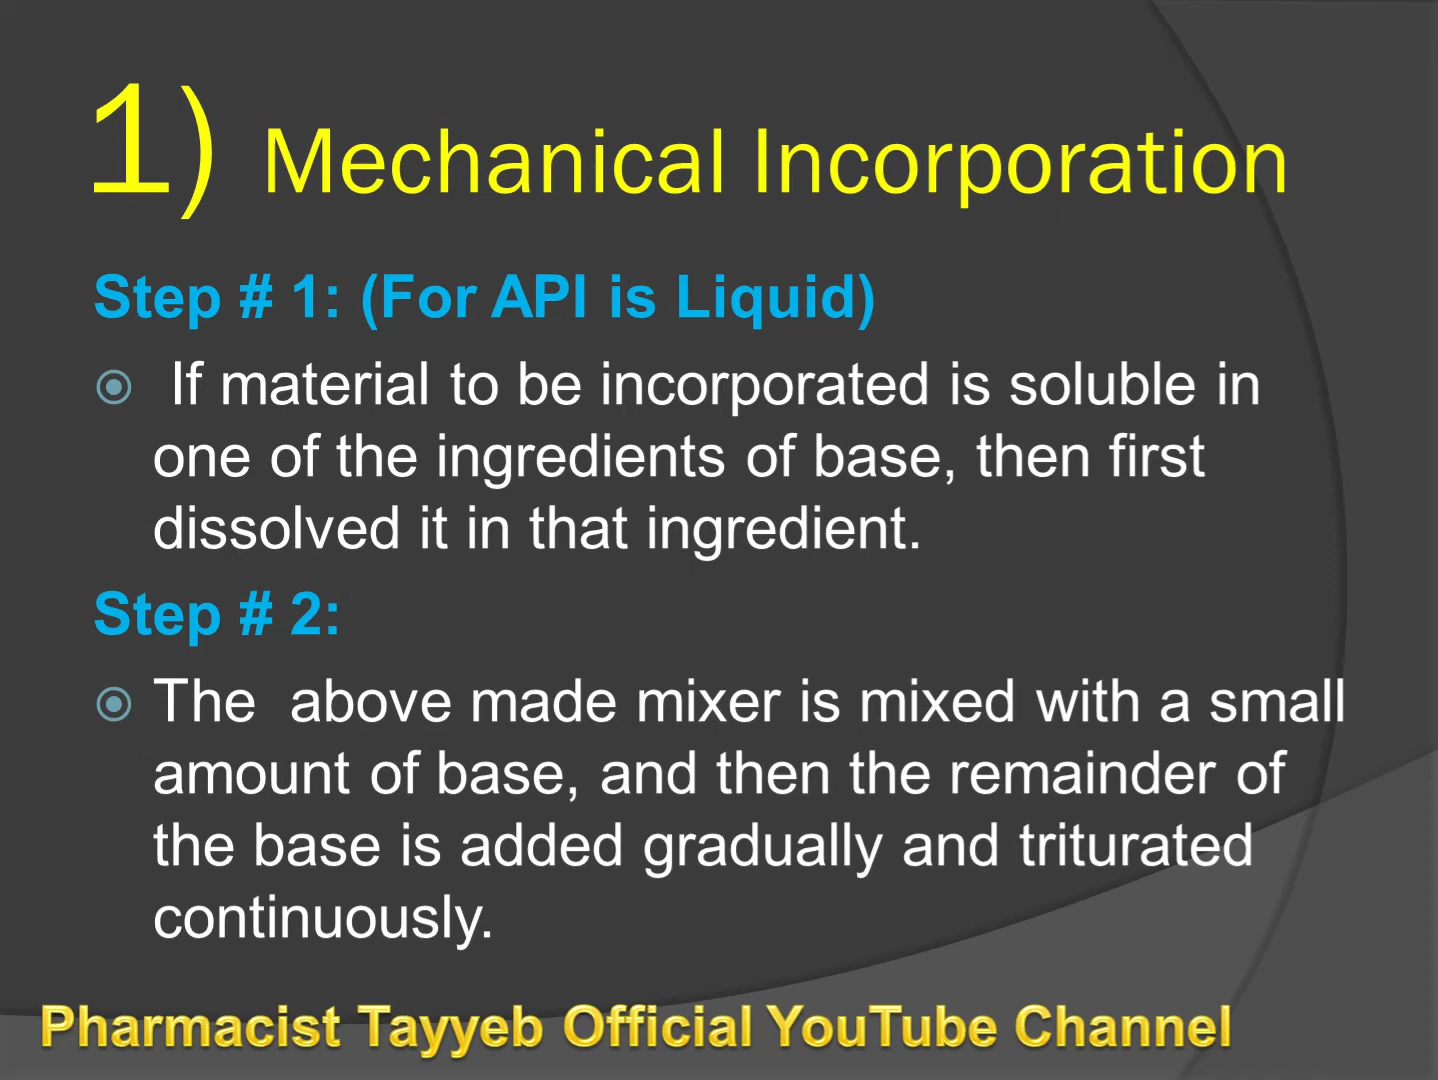 1) Mechanical Incorporation
Step # 1: (For API is Liquid)
If material to be incorporated is soluble in
one of the ingredients of base, then first
dissolved it in that ingredient.
Step # 2:
The above made mixer is mixed with a small
amount of base, and then the remainder of
the base is added gradually and triturated
continuously.
Pharmacist Tayyeb Official YouTube Channel